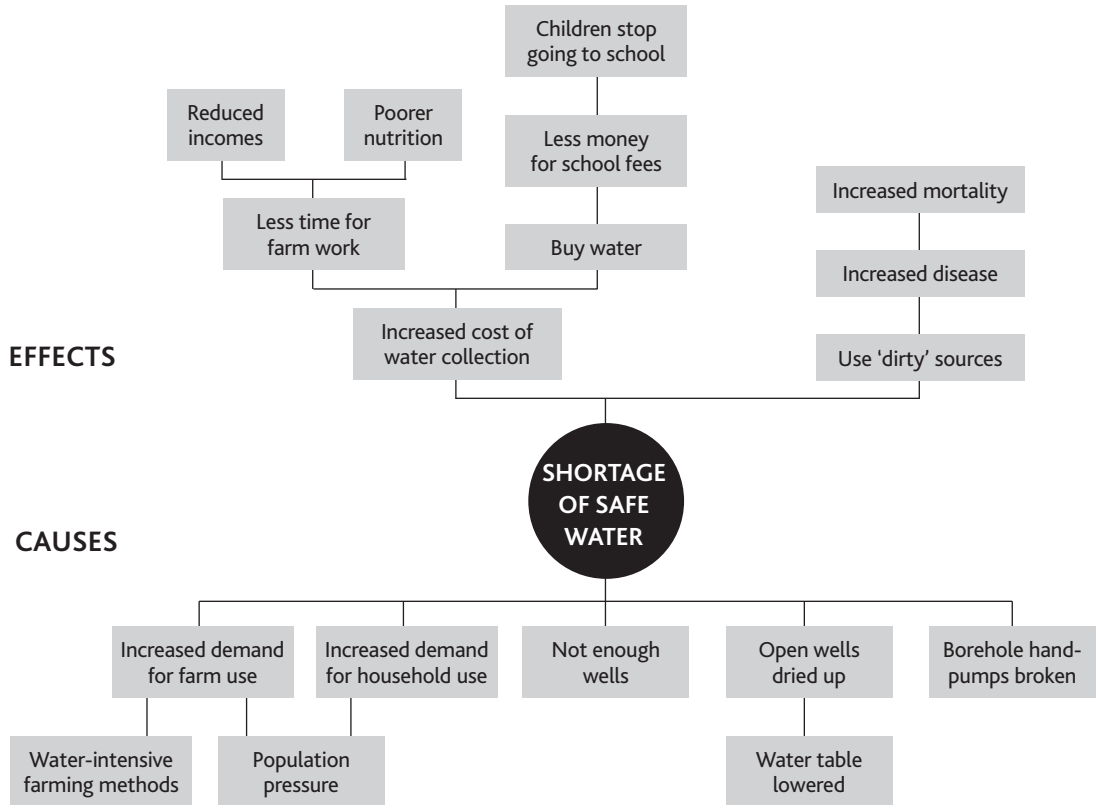 Children stop
going to school
Reduced
incomes
Poorer
nutrition
Less money
for school fees
Increased mortality
Less time for
farm work
Buy water
Increased disease
Increased cost of
water collection
EFFECTS
Use ‘dirty’ sources
SHORTAGE
OF SAFE
WATER
CAUSES
Increased demand
for farm use
Increased demand
for household use
Not enough
wells
Open wells
dried up
Borehole hand-
pumps broken
Water-intensive
farming methods
Population
pressure
Water table
lowered